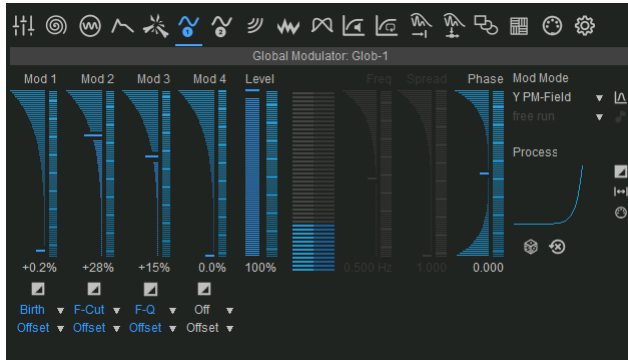 1 2
Global Modulator: Glob-1
Mod 1 Mod 2 Mod 3 Mod 4 Level Freq Spread Phase Mod Mode
Y PM-Field
free run
Process
+0.2% +28% +15% 0.0% 100% 0.500 Hz 1.000 0.000
Birth F-Cut F-Q Off
Offset Offset Offset Offset